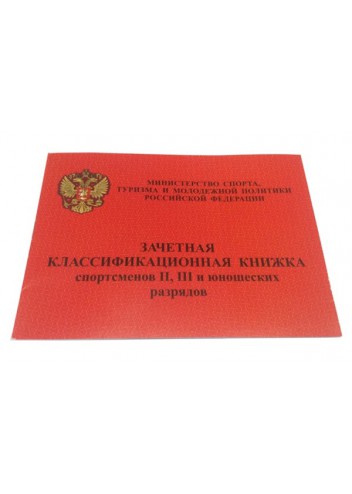 МИНИСТЕРСТВО СПОРТА,
ТУРИЗМА И МОЛОДЕЖНОЙ ПОЛИТИКИ
РОССИЙСКОЙ ФЕДЕРАЦИИ
ЗАЧЕТНАЯ
КЛАССИФИКАЦИОННАЯ КНИЖКА
спортсменов II, III и юношеских
разрядов